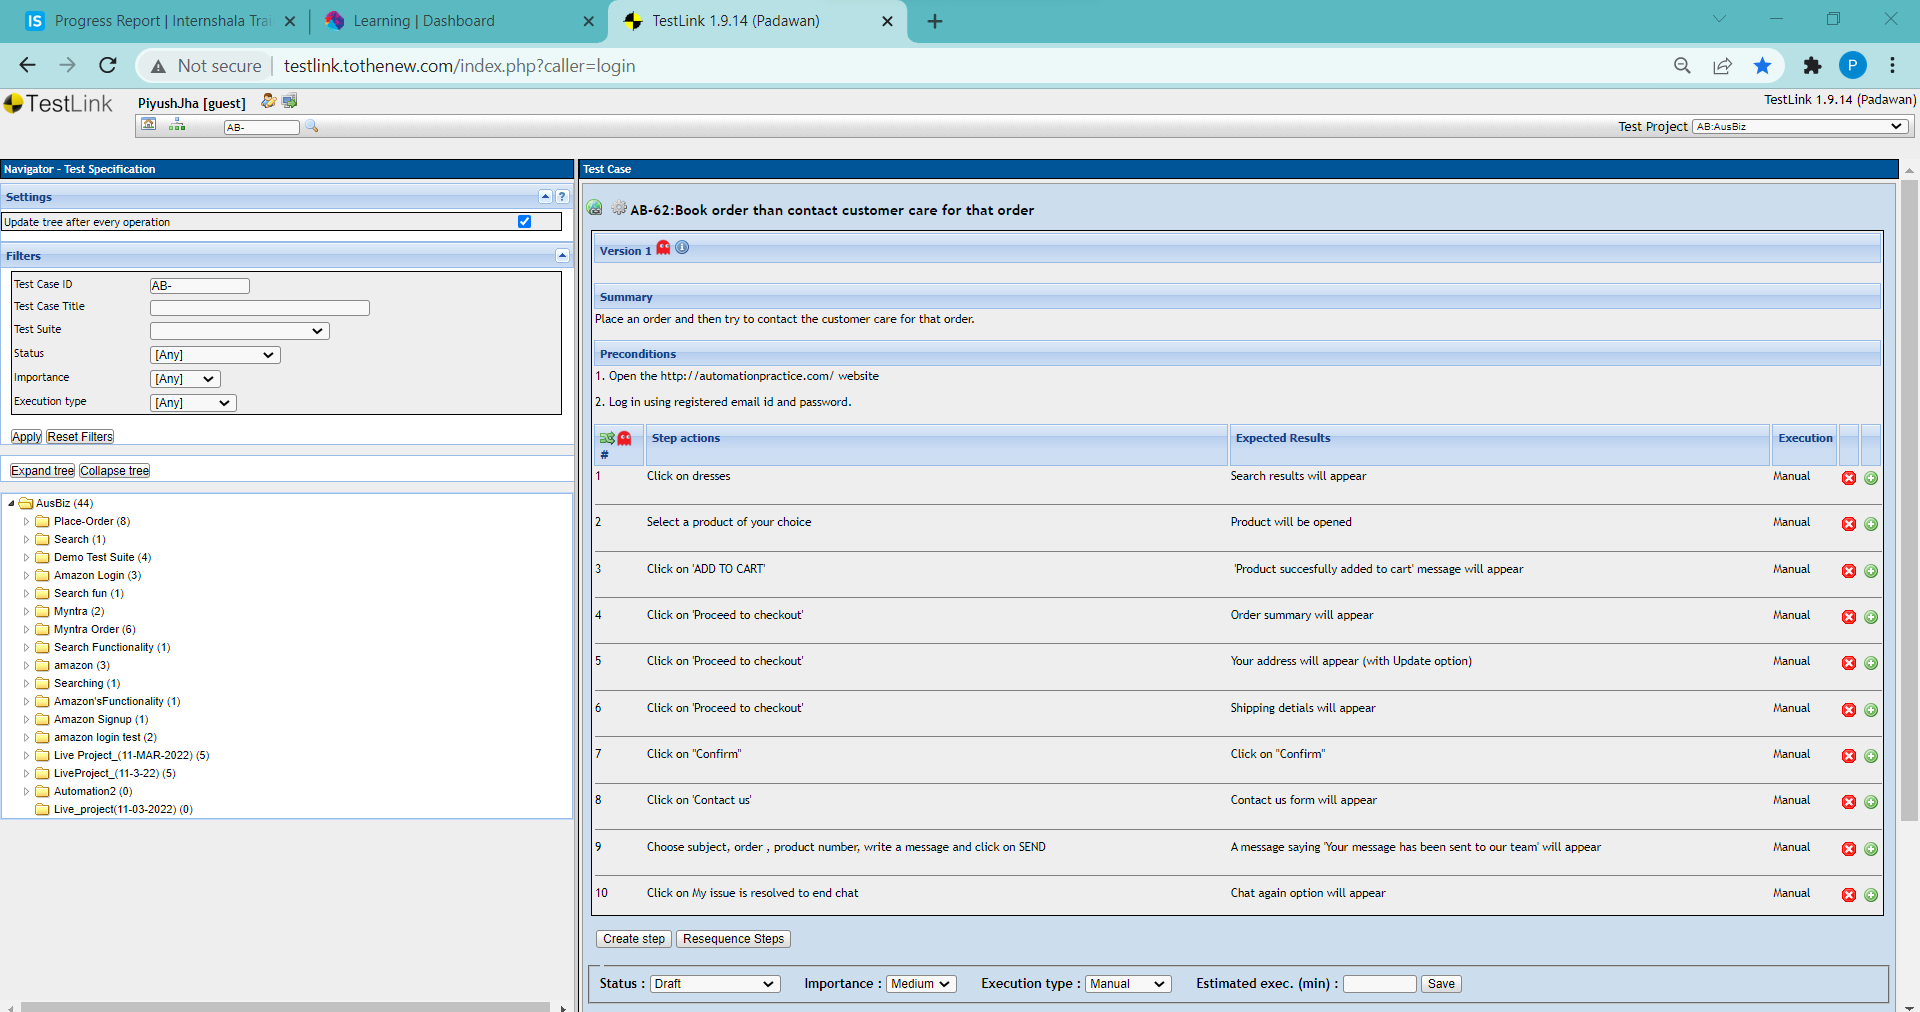 Progress Report | Internshala Trai
Learning | Dashboard
TestLink 1.9.14 (Padawan)
Not secure
testlink.tothenew.com/index.php?caller=login
P
TestLink
PiyushJha [guest]
TestLink 1.9.14 (Padawan)
AB-
Test Project
AB:AusBiz
Navigator - Test Specification
Settings
?
Update tree after every operation
Filters
Test Case ID
AB-
Test Case Title
Test Suite
Status
[Any]
Importance
[Any]
Execution type
[Any]
Apply
Reset Filters
Expand tree
Collapse tree
AusBiz (44)
Place-Order (8)
Search (1)
Demo Test Suite (4)
Amazon Login (3)
Search fun (1)
Myntra (2)
Myntra Order (6)
Search Functionality (1)
amazon (3)
Searching (1)
Amazon'sFunctionality (1)
Amazon Signup (1)
amazon login test (2)
Live Project_(11-MAR-2022) (5)
LiveProject_(11-3-22) (5)
Automation2 (0)
Live_project(11-03-2022) (0)
Test Case
AB-62:Book order than contact customer care for that order
Version 1
Summary
Place an order and then try to contact the customer care for that order.
Preconditions
1. Open the http://automationpractice.com/ website
2. Log in using registered email id and password.
# Step actions Expected Results Execution
1 Click on dresses Search results will appear Manual
2 Select a product of your choice Product will be opened Manual
3 Click on 'ADD TO CART' 'Product succesfully added to cart' message will appear Manual
4 Click on 'Proceed to checkout' Order summary will appear Manual
5 Click on 'Proceed to checkout' Your address will appear (with Update option) Manual
6 Click on 'Proceed to checkout' Shipping detials will appear Manual
7 Click on "Confirm" Click on "Confirm" Manual
8 Click on 'Contact us' Contact us form will appear Manual
9 Choose subject, order , product number, write a message and click on SEND A message saying 'Your message has been sent to our team' will appear Manual
10 Click on My issue is resolved to end chat Chat again option will appear Manual
Create step
Resequence Steps
Status : Draft Importance : Medium Execution type : Manual Estimated exec. (min) : Save